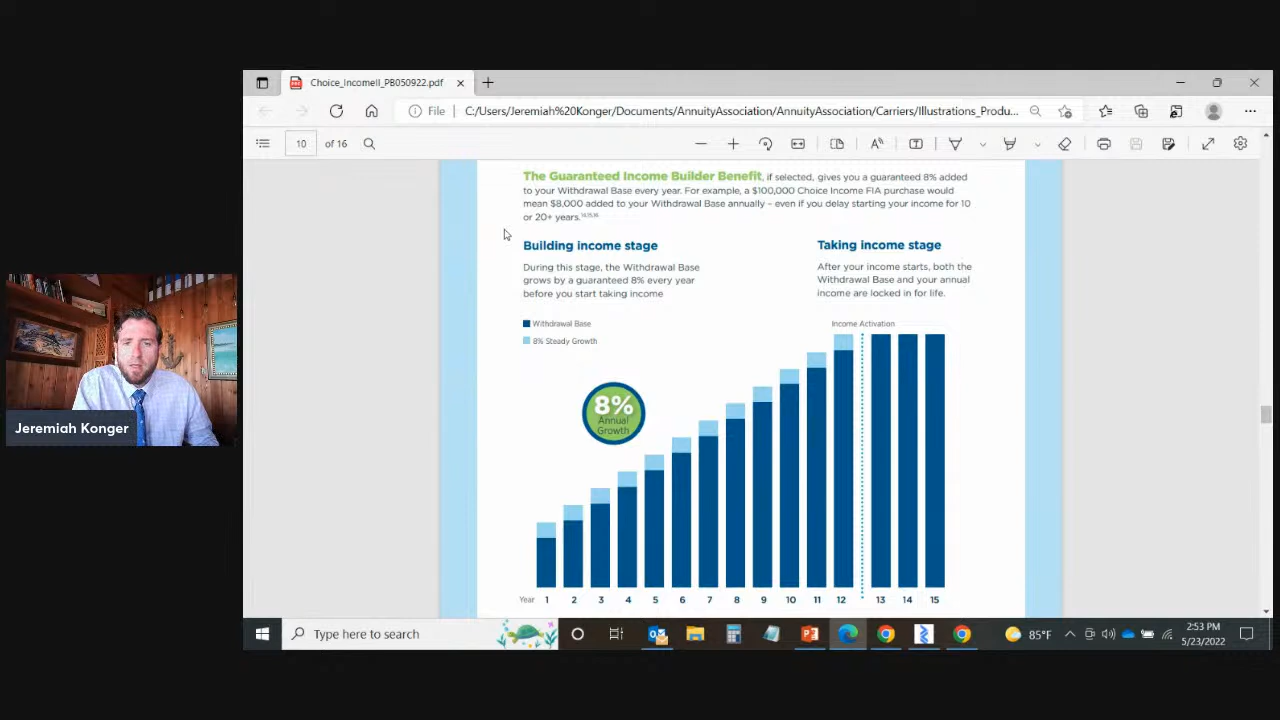 Choice_IncomeII_PB050922.pdf
File
C:/Users/Jeremiah%20Konger/Documents/AnnuityAssociation/AnnuityAssociation/Carriers/Illustrations_Produ...
10 of 16
The Guaranteed Income Builder Benefit, if selected, gives you a guaranteed 8% added
to your Withdrawal Base every year. For example, a $100,000 Choice Income FIA purchase would
mean $8,000 added to your Withdrawal Base annually – even if you delay starting your income for 10
or 20+ years.
Building income stage
During this stage, the Withdrawal Base
grows by a guaranteed 8% every year
before you start taking income
Taking income stage
After your income starts, both the
Withdrawal Base and your annual
income are locked in for life.
Withdrawal Base
8% Steady Growth
Income Activation
8%
Annual
Growth
Year 1 2 3 4 5 6 7 8 9 10 11 12 13 14 15
Jeremiah Konger
Type here to search
85°F
2:53 PM
5/23/2022